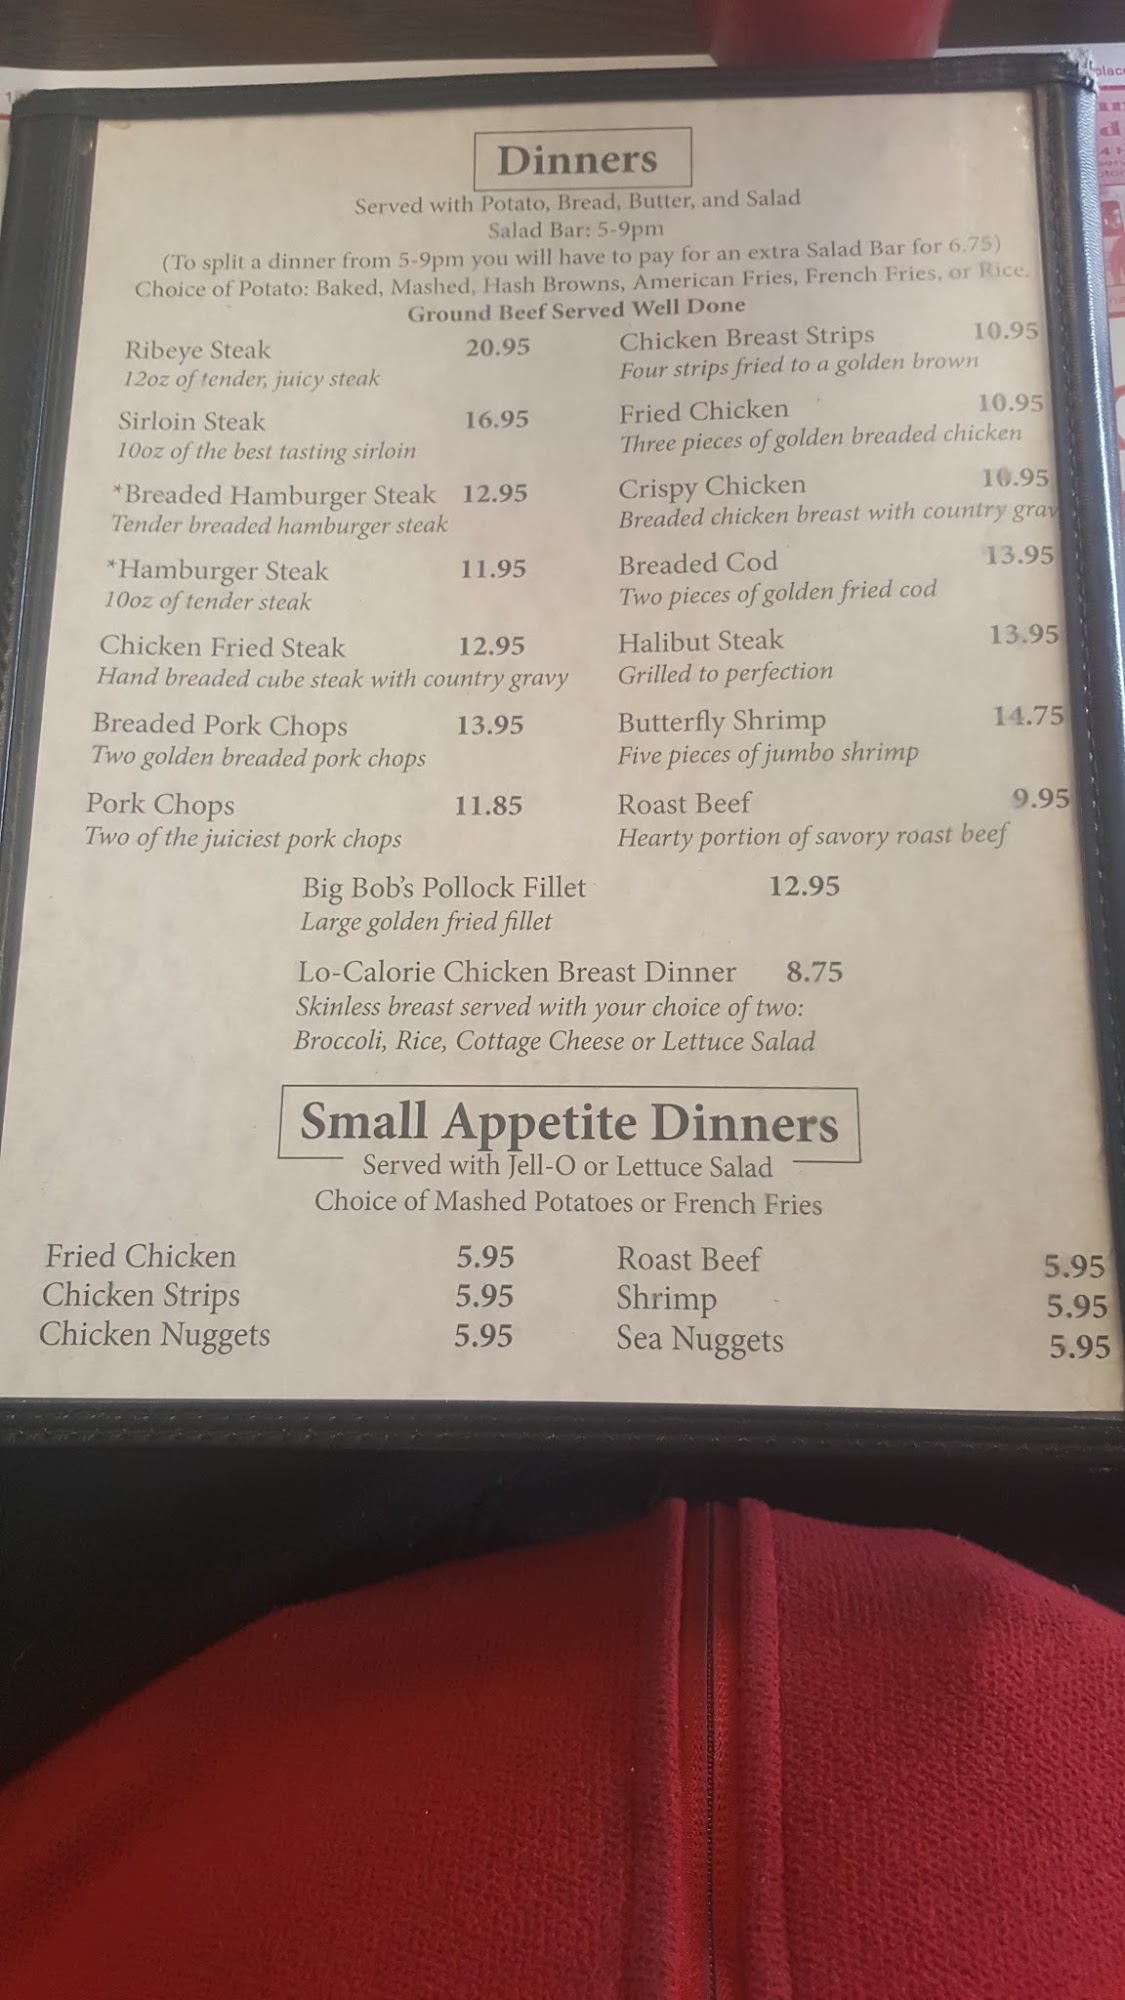 Dinners
Served with Potato, Bread, Butter, and Salad
Salad Bar: 5-9pm
(To split a dinner from 5-9pm you will have to pay for an extra Salad Bar for 6.75)
Choice of Potato: Baked, Mashed, Hash Browns, American Fries, French Fries, or Rice.
Ground Beef Served Well Done
Ribeye Steak 20.95
12oz of tender, juicy steak
Sirloin Steak 16.95
10oz of the best tasting sirloin
*Breaded Hamburger Steak 12.95
Tender breaded hamburger steak
*Hamburger Steak 11.95
10oz of tender steak
Chicken Fried Steak 12.95
Hand breaded cube steak with country gravy
Breaded Pork Chops 13.95
Two golden breaded pork chops
Pork Chops 11.85
Two of the juiciest pork chops
Chicken Breast Strips 10.95
Four strips fried to a golden brown
Fried Chicken 10.95
Three pieces of golden breaded chicken
Crispy Chicken 10.95
Breaded chicken breast with country grav
Breaded Cod 13.95
Two pieces of golden fried cod
Halibut Steak 13.95
Grilled to perfection
Butterfly Shrimp 14.75
Five pieces of jumbo shrimp
Roast Beef 9.95
Hearty portion of savory roast beef
Big Bob's Pollock Fillet 12.95
Large golden fried fillet
Lo-Calorie Chicken Breast Dinner 8.75
Skinless breast served with your choice of two:
Broccoli, Rice, Cottage Cheese or Lettuce Salad
Small Appetite Dinners
Served with Jell-O or Lettuce Salad
Choice of Mashed Potatoes or French Fries
Fried Chicken 5.95
Chicken Strips 5.95
Chicken Nuggets 5.95
Roast Beef 5.95
Shrimp 5.95
Sea Nuggets 5.95